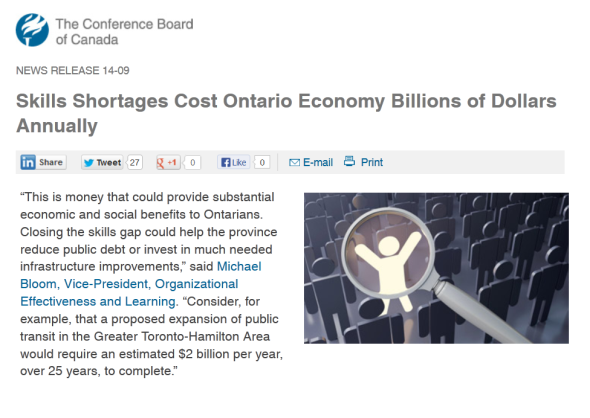 The Conference Board
of Canada
NEWS RELEASE 14-09
Skills Shortages Cost Ontario Economy Billions of Dollars
Annually
in Share Tweet 27 g +1 0 f Like 0 E-mail Print
“This is money that could provide substantial
economic and social benefits to Ontarians.
Closing the skills gap could help the province
reduce public debt or invest in much needed
infrastructure improvements,” said Michael
Bloom, Vice-President, Organizational
Effectiveness and Learning. “Consider, for
example, that a proposed expansion of public
transit in the Greater Toronto-Hamilton Area
would require an estimated $2 billion per year,
over 25 years, to complete.”